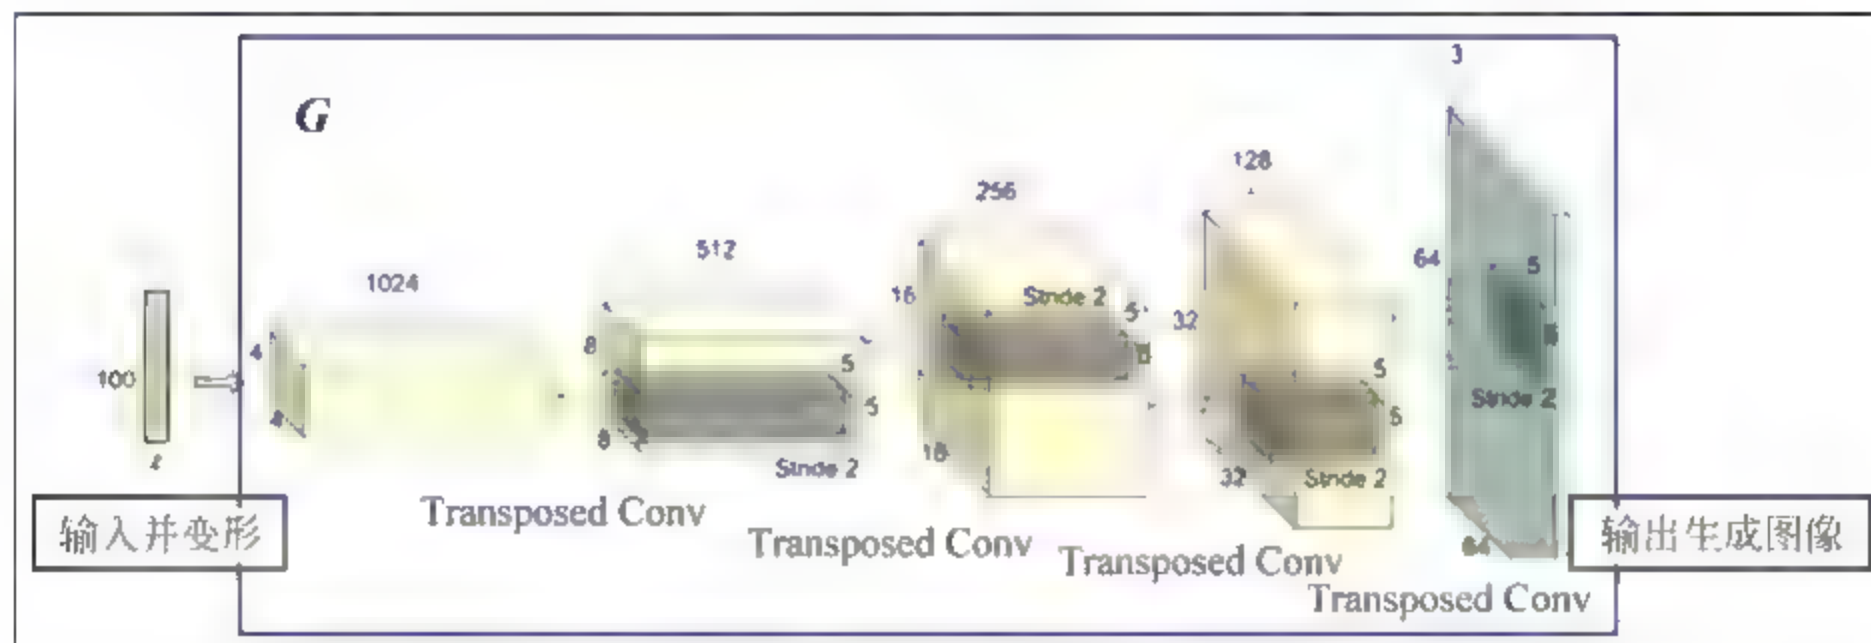 3
G
128
256
512
64
5
1024
16
Stride 2
5
32
8
4
5
100
5
5
Stride 2
5
8
16
Stride 2
32
Stride 2
z
Transposed Conv
输入并变形
输出生成图像
Transposed Conv
64
Transposed Conv
Transposed Conv